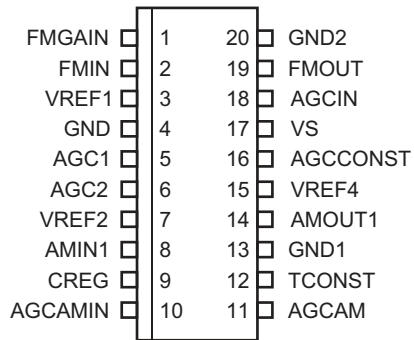 FMGAIN 1 20 GND2
FMIN 2 19 FMOUT
VREF1 3 18 AGCIN
GND 4 17 VS
AGC1 5 16 AGCCONST
AGC2 6 15 VREF4
VREF2 7 14 AMOUT1
AMIN1 8 13 GND1
CREG 9 12 TCONST
AGCAMIN 10 11 AGCAM